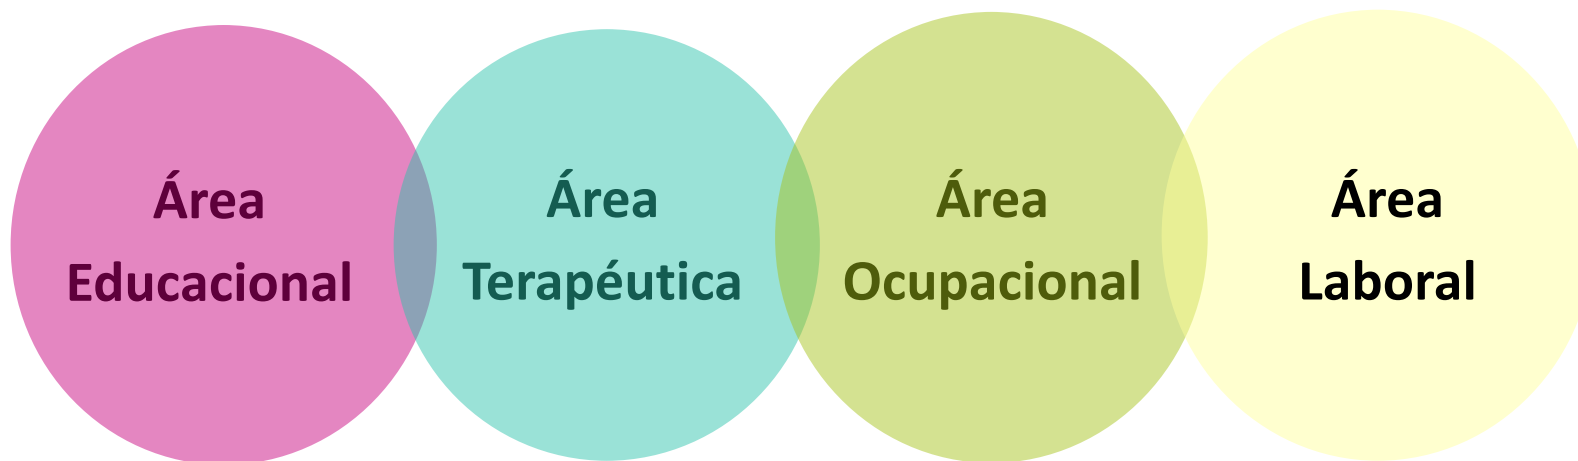 Área
Educacional
Área
Terapéutica
Área
Ocupacional
Área
Laboral